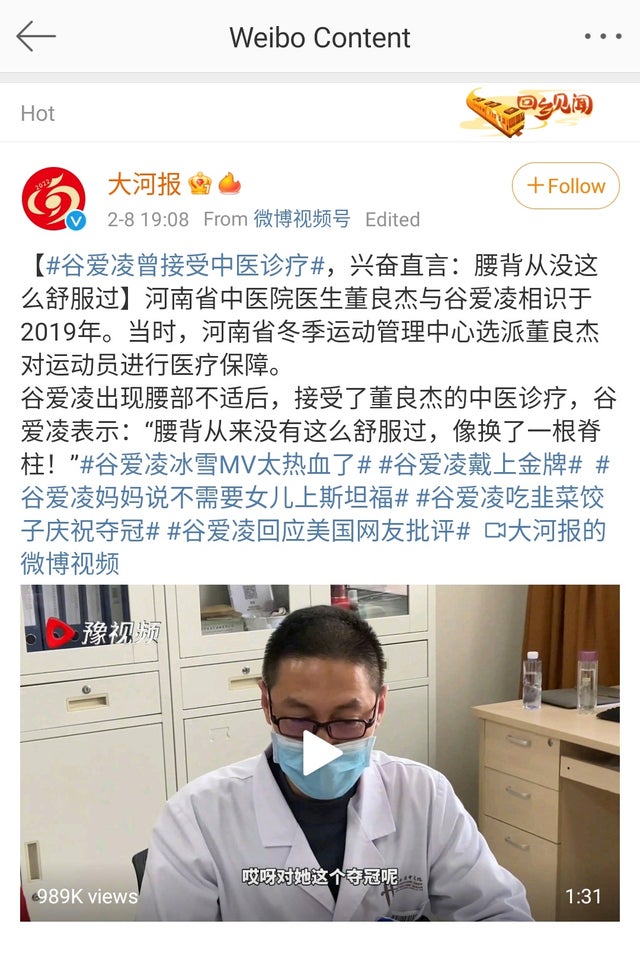 Weibo Content
Hot
回乡见闻
大河报
2022
+Follow
2-8 19:08 From 微博视频号 Edited
【#谷爱凌曾接受中医诊疗#，兴奋直言：腰背从没这
么舒服过】河南省中医院医生董良杰与谷爱凌相识于
2019年。当时，河南省冬季运动管理中心选派董良杰
对运动员进行医疗保障。
谷爱凌出现腰部不适后，接受了董良杰的中医诊疗，谷
爱凌表示：“腰背从来没有这么舒服过，像换了一根脊
柱！”#谷爱凌冰雪MV太热血了# #谷爱凌戴上金牌# #
谷爱凌妈妈说不需要女儿上斯坦福# #谷爱凌吃韭菜饺
子庆祝夺冠# #谷爱凌回应美国网友批评# 大河报的
微博视频
豫视频
哎呀对她这个夺冠呢
989K views
1:31